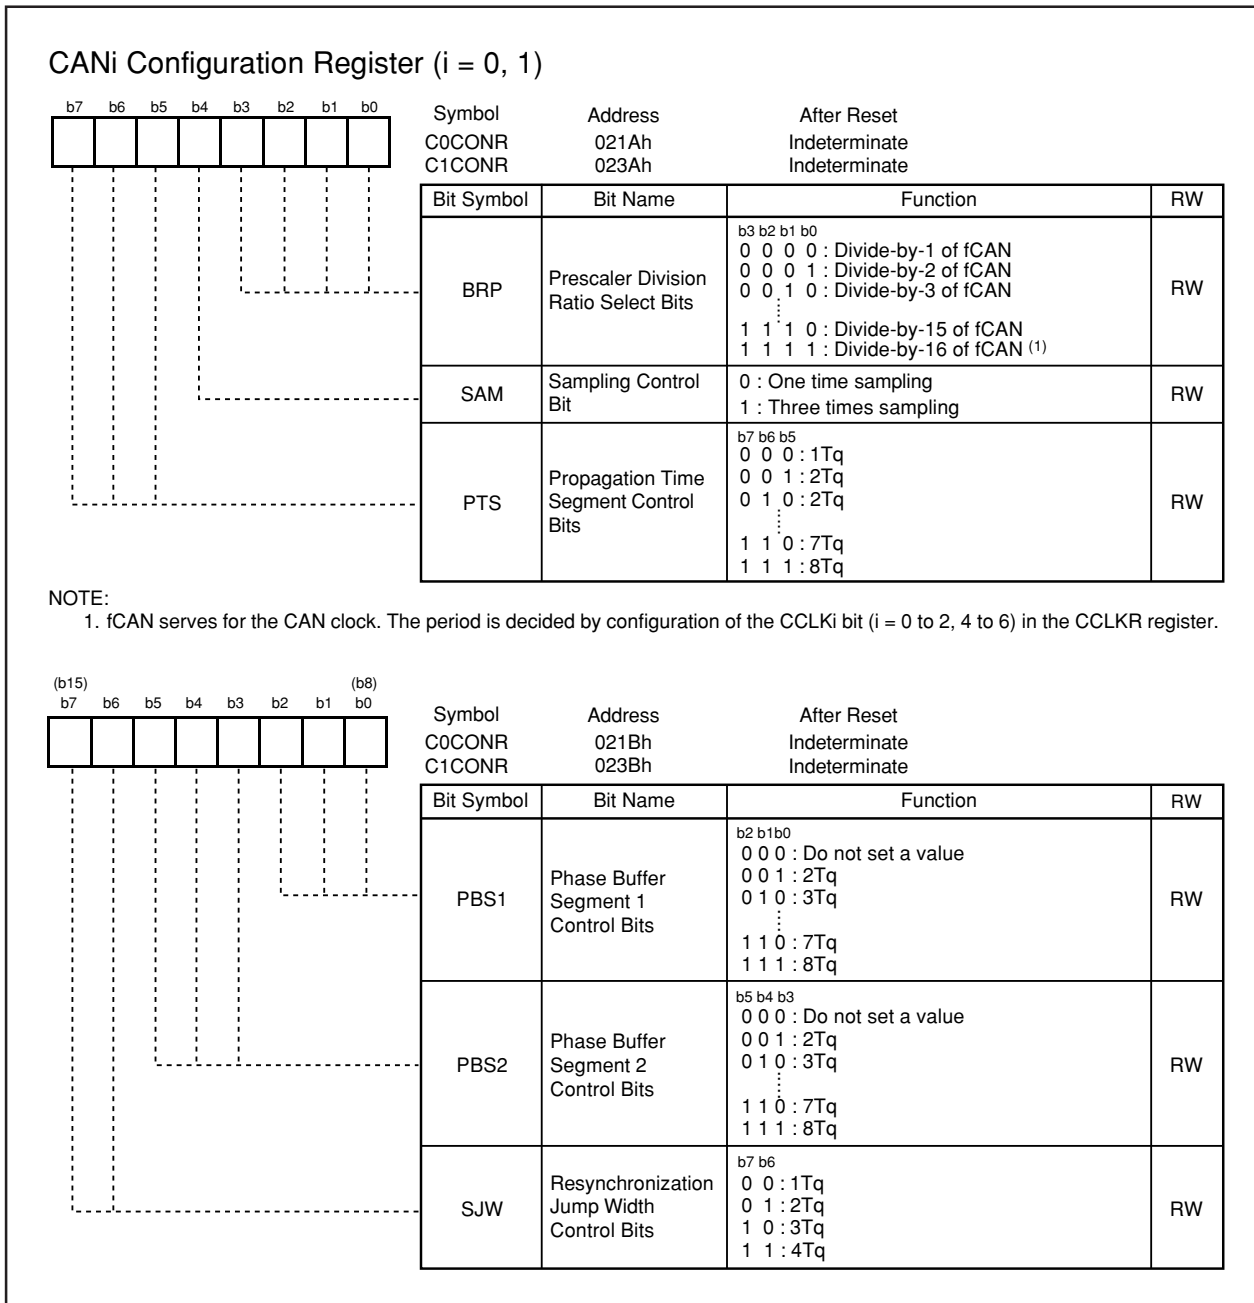 CANi Configuration Register (i = 0, 1)
b7 b6 b5 b4 b3 b2 b1 b0
Symbol Address After Reset
C0CONR 021Ah Indeterminate
C1CONR 023Ah Indeterminate
Bit Symbol Bit Name Function RW
b3 b2 b1 b0
0 0 0 0 : Divide-by-1 of fCAN
0 0 0 1 : Divide-by-2 of fCAN
0 0 1 0 : Divide-by-3 of fCAN
1 1 1 0 : Divide-by-15 of fCAN
1 1 1 1 : Divide-by-16 of fCAN (1)
BRP
Prescaler Division
Ratio Select Bits
RW
SAM
Sampling Control
Bit
0 : One time sampling
1 : Three times sampling
RW
PTS
Propagation Time
Segment Control
Bits
b7 b6 b5
0 0 0 : 1Tq
0 0 1 : 2Tq
0 1 0 : 2Tq
1 1 0 : 7Tq
1 1 1 : 8Tq
RW
NOTE:
1. fCAN serves for the CAN clock. The period is decided by configuration of the CCLKi bit (i = 0 to 2, 4 to 6) in the CCLKR register.
(b15) (b8)
b7 b6 b5 b4 b3 b2 b1 b0
Symbol Address After Reset
C0CONR 021Bh Indeterminate
C1CONR 023Bh Indeterminate
Bit Symbol Bit Name Function RW
PBS1
Phase Buffer
Segment 1
Control Bits
b2 b1b0
0 0 0 : Do not set a value
0 0 1 : 2Tq
0 1 0 : 3Tq
1 1 0 : 7Tq
1 1 1 : 8Tq
RW
PBS2
Phase Buffer
Segment 2
Control Bits
b5 b4 b3
0 0 0 : Do not set a value
0 0 1 : 2Tq
0 1 0 : 3Tq
1 1 0 : 7Tq
1 1 1 : 8Tq
RW
SJW
Resynchronization
Jump Width
Control Bits
b7 b6
0 0 : 1Tq
0 1 : 2Tq
1 0 : 3Tq
1 1 : 4Tq
RW